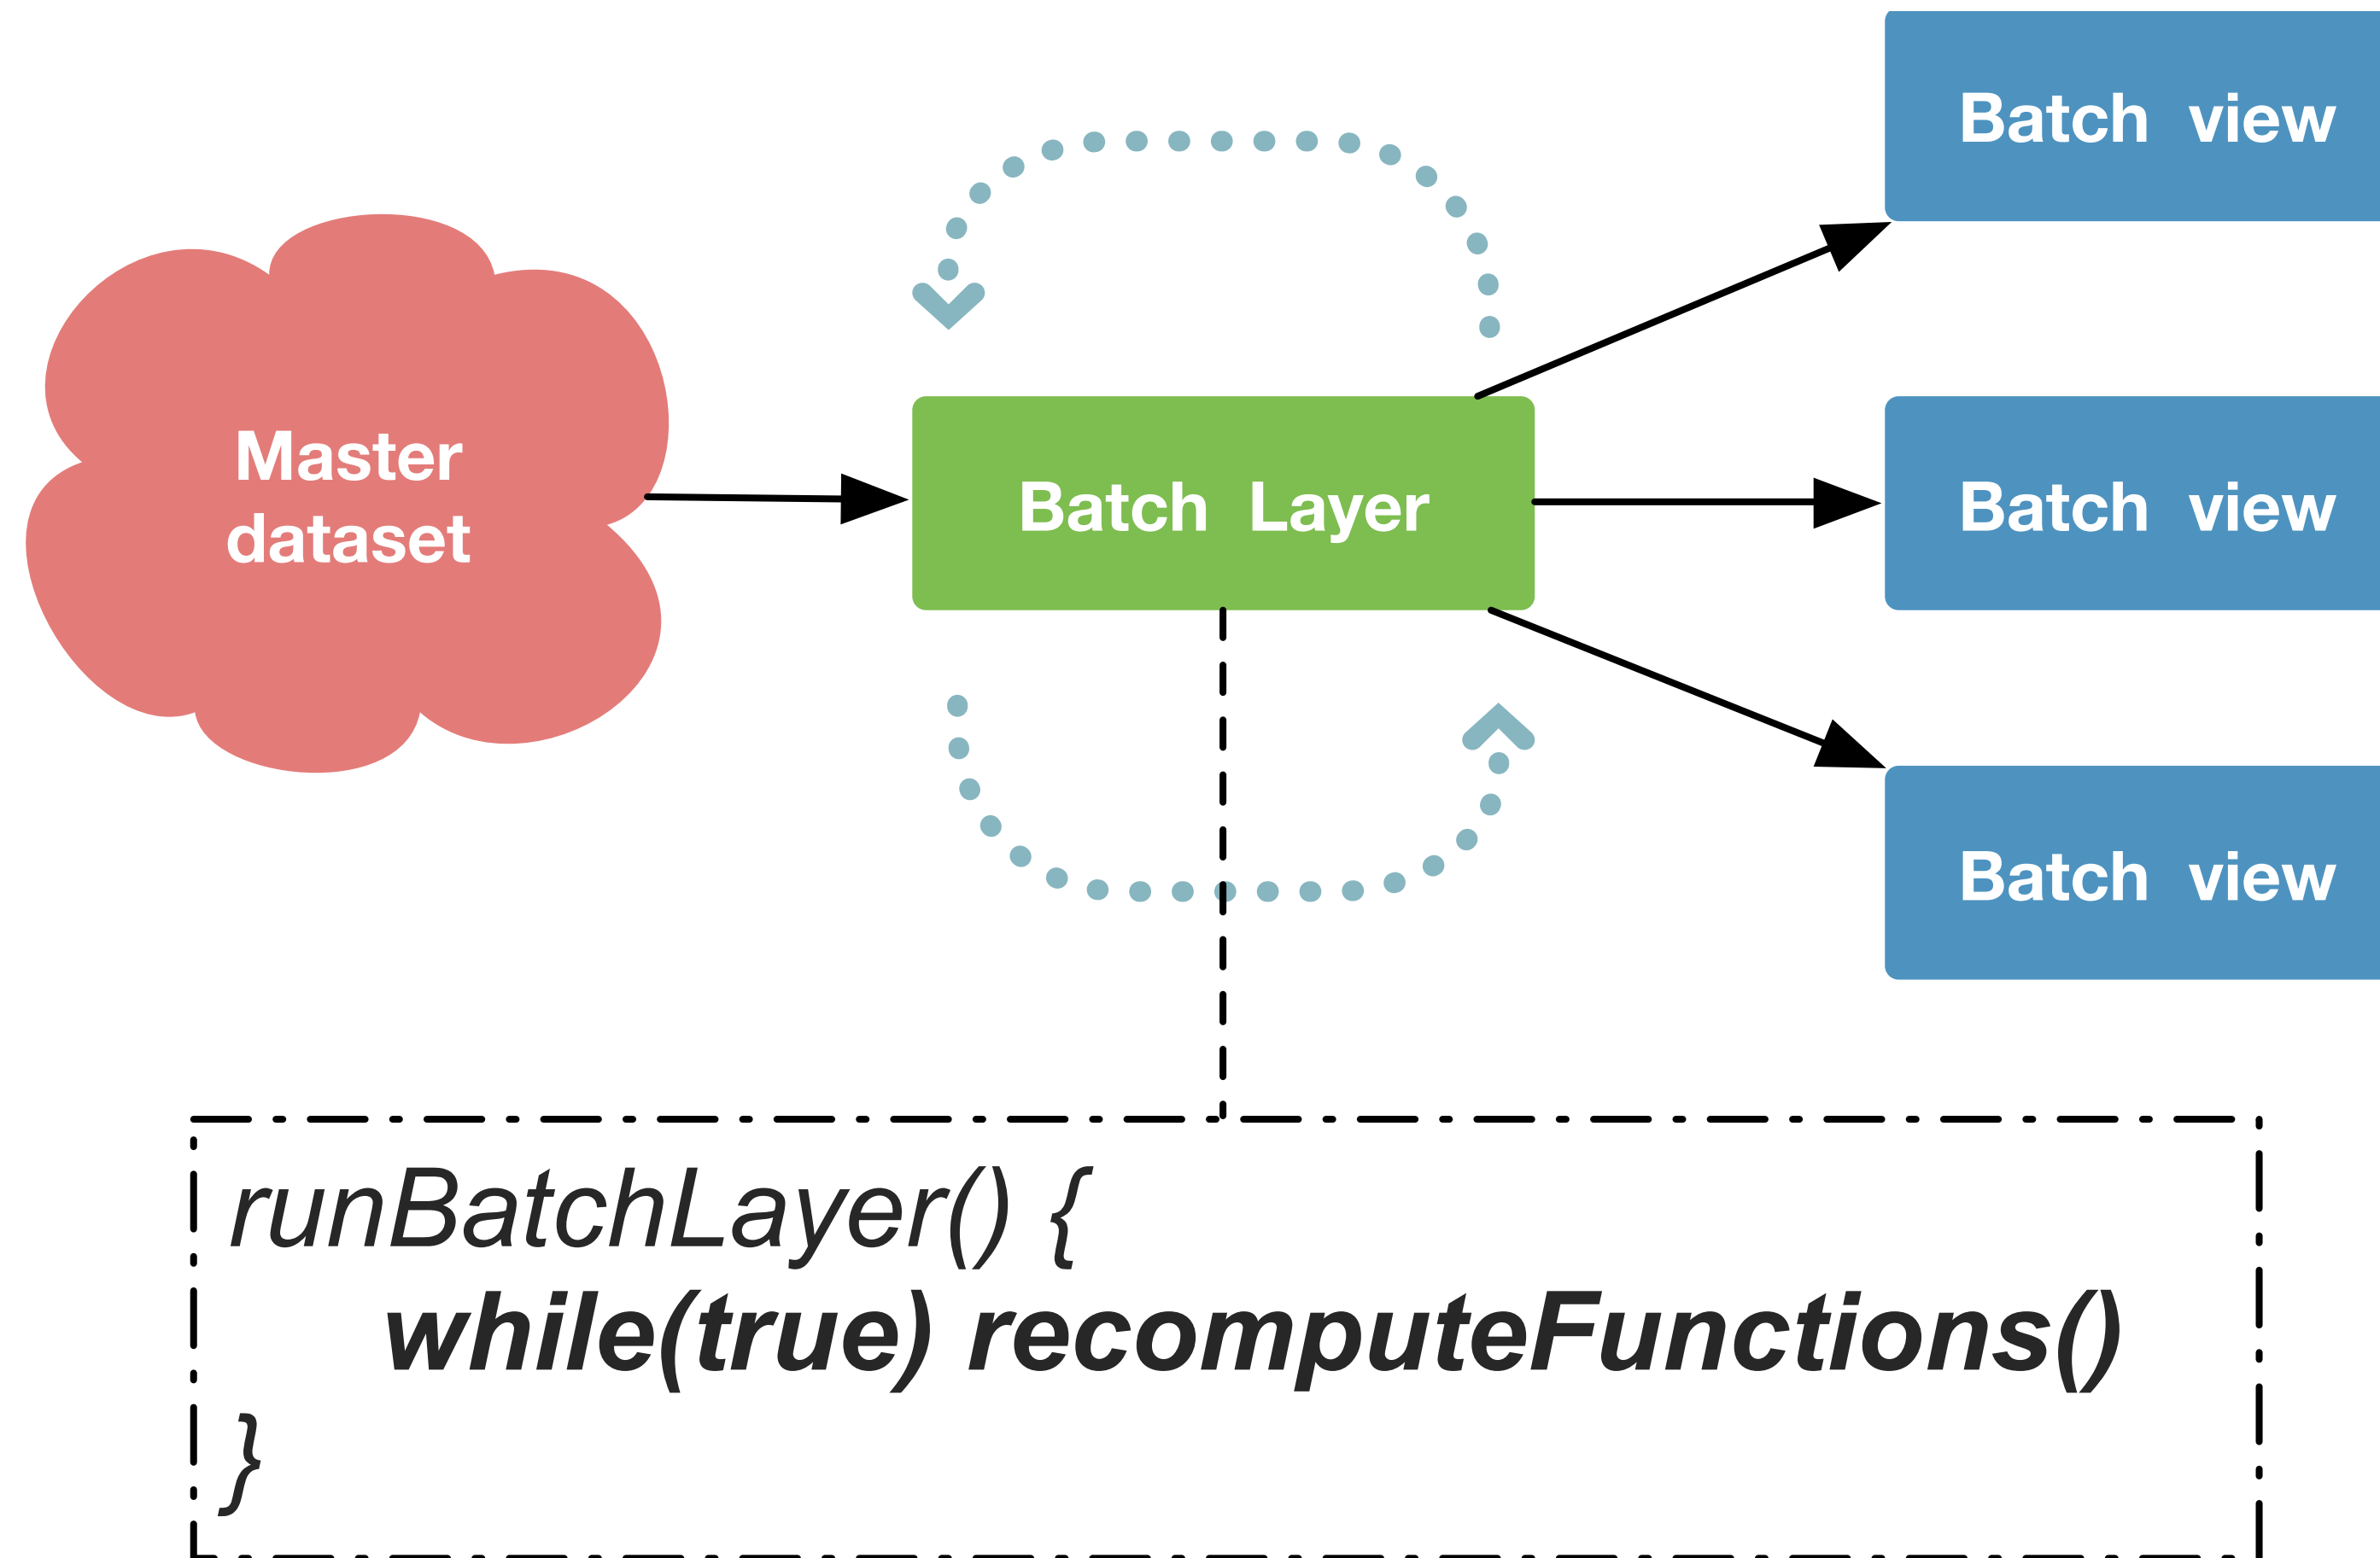 Batch view
Master
dataset
Batch Layer
Batch view
Batch view
runBatchLayer() {
while(true) recomputeFunctions()
}